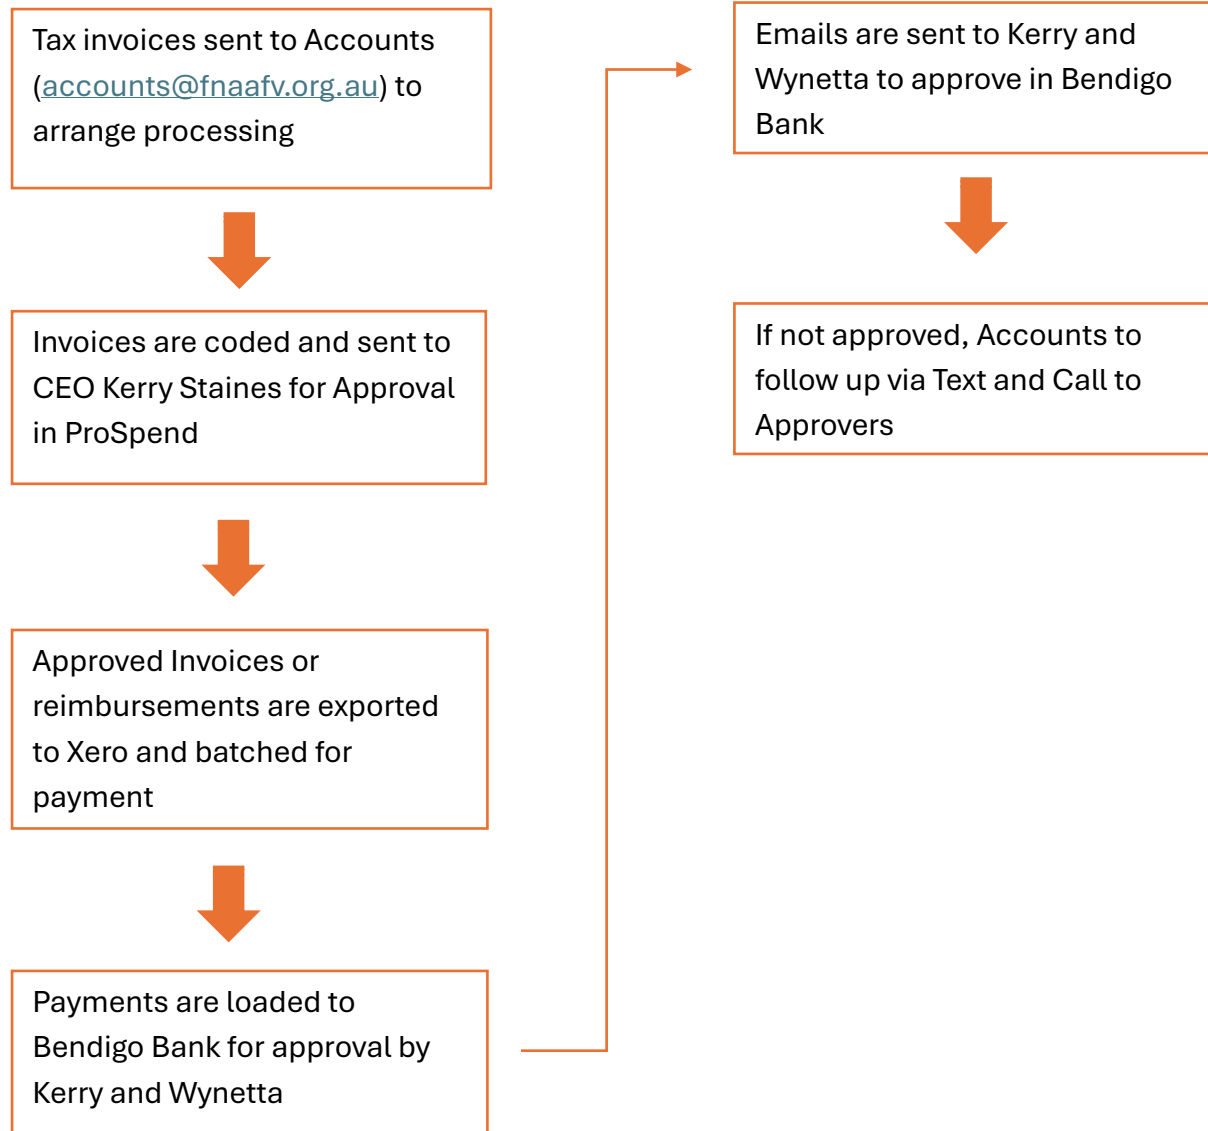 Tax invoices sent to Accounts
(accounts@fnaafv.org.au) to
arrange processing
Invoices are coded and sent to
CEO Kerry Staines for Approval
in ProSpend
Approved Invoices or
reimbursements are exported
to Xero and batched for
payment
Payments are loaded to
Bendigo Bank for approval by
Kerry and Wynetta
Emails are sent to Kerry and
Wynetta to approve in Bendigo
Bank
If not approved, Accounts to
follow up via Text and Call to
Approvers